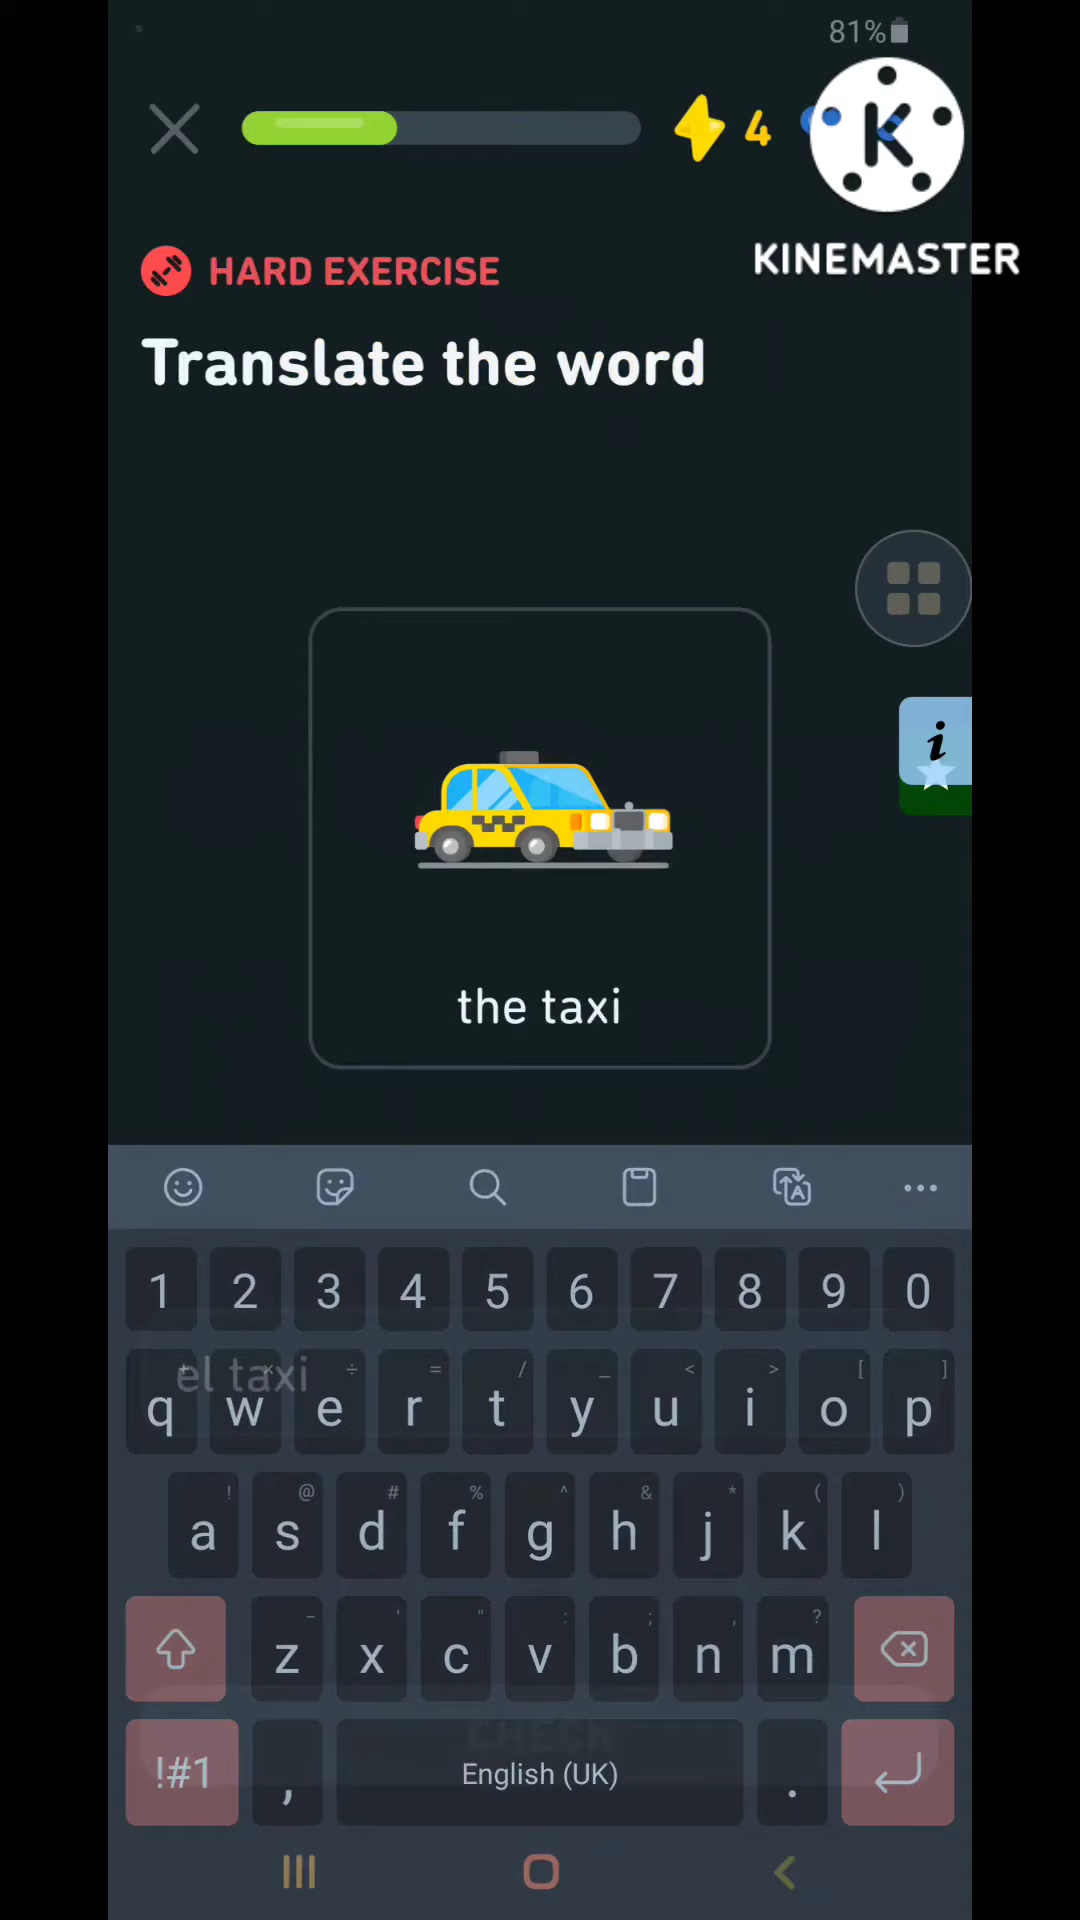 81%
4
K
KINEMASTER
HARD EXERCISE
Translate the word
i
the taxi
1 2 3 4 5 6 7 8 9 0
el taxi
+ × ÷ = / _ < > [ ]
q w e r t y u i o p
! @ # % ^ & * ( )
a s d f g h j k l
- ' " : ; , ?
z x c v b n m
CHECK
!#1 , English (UK) .